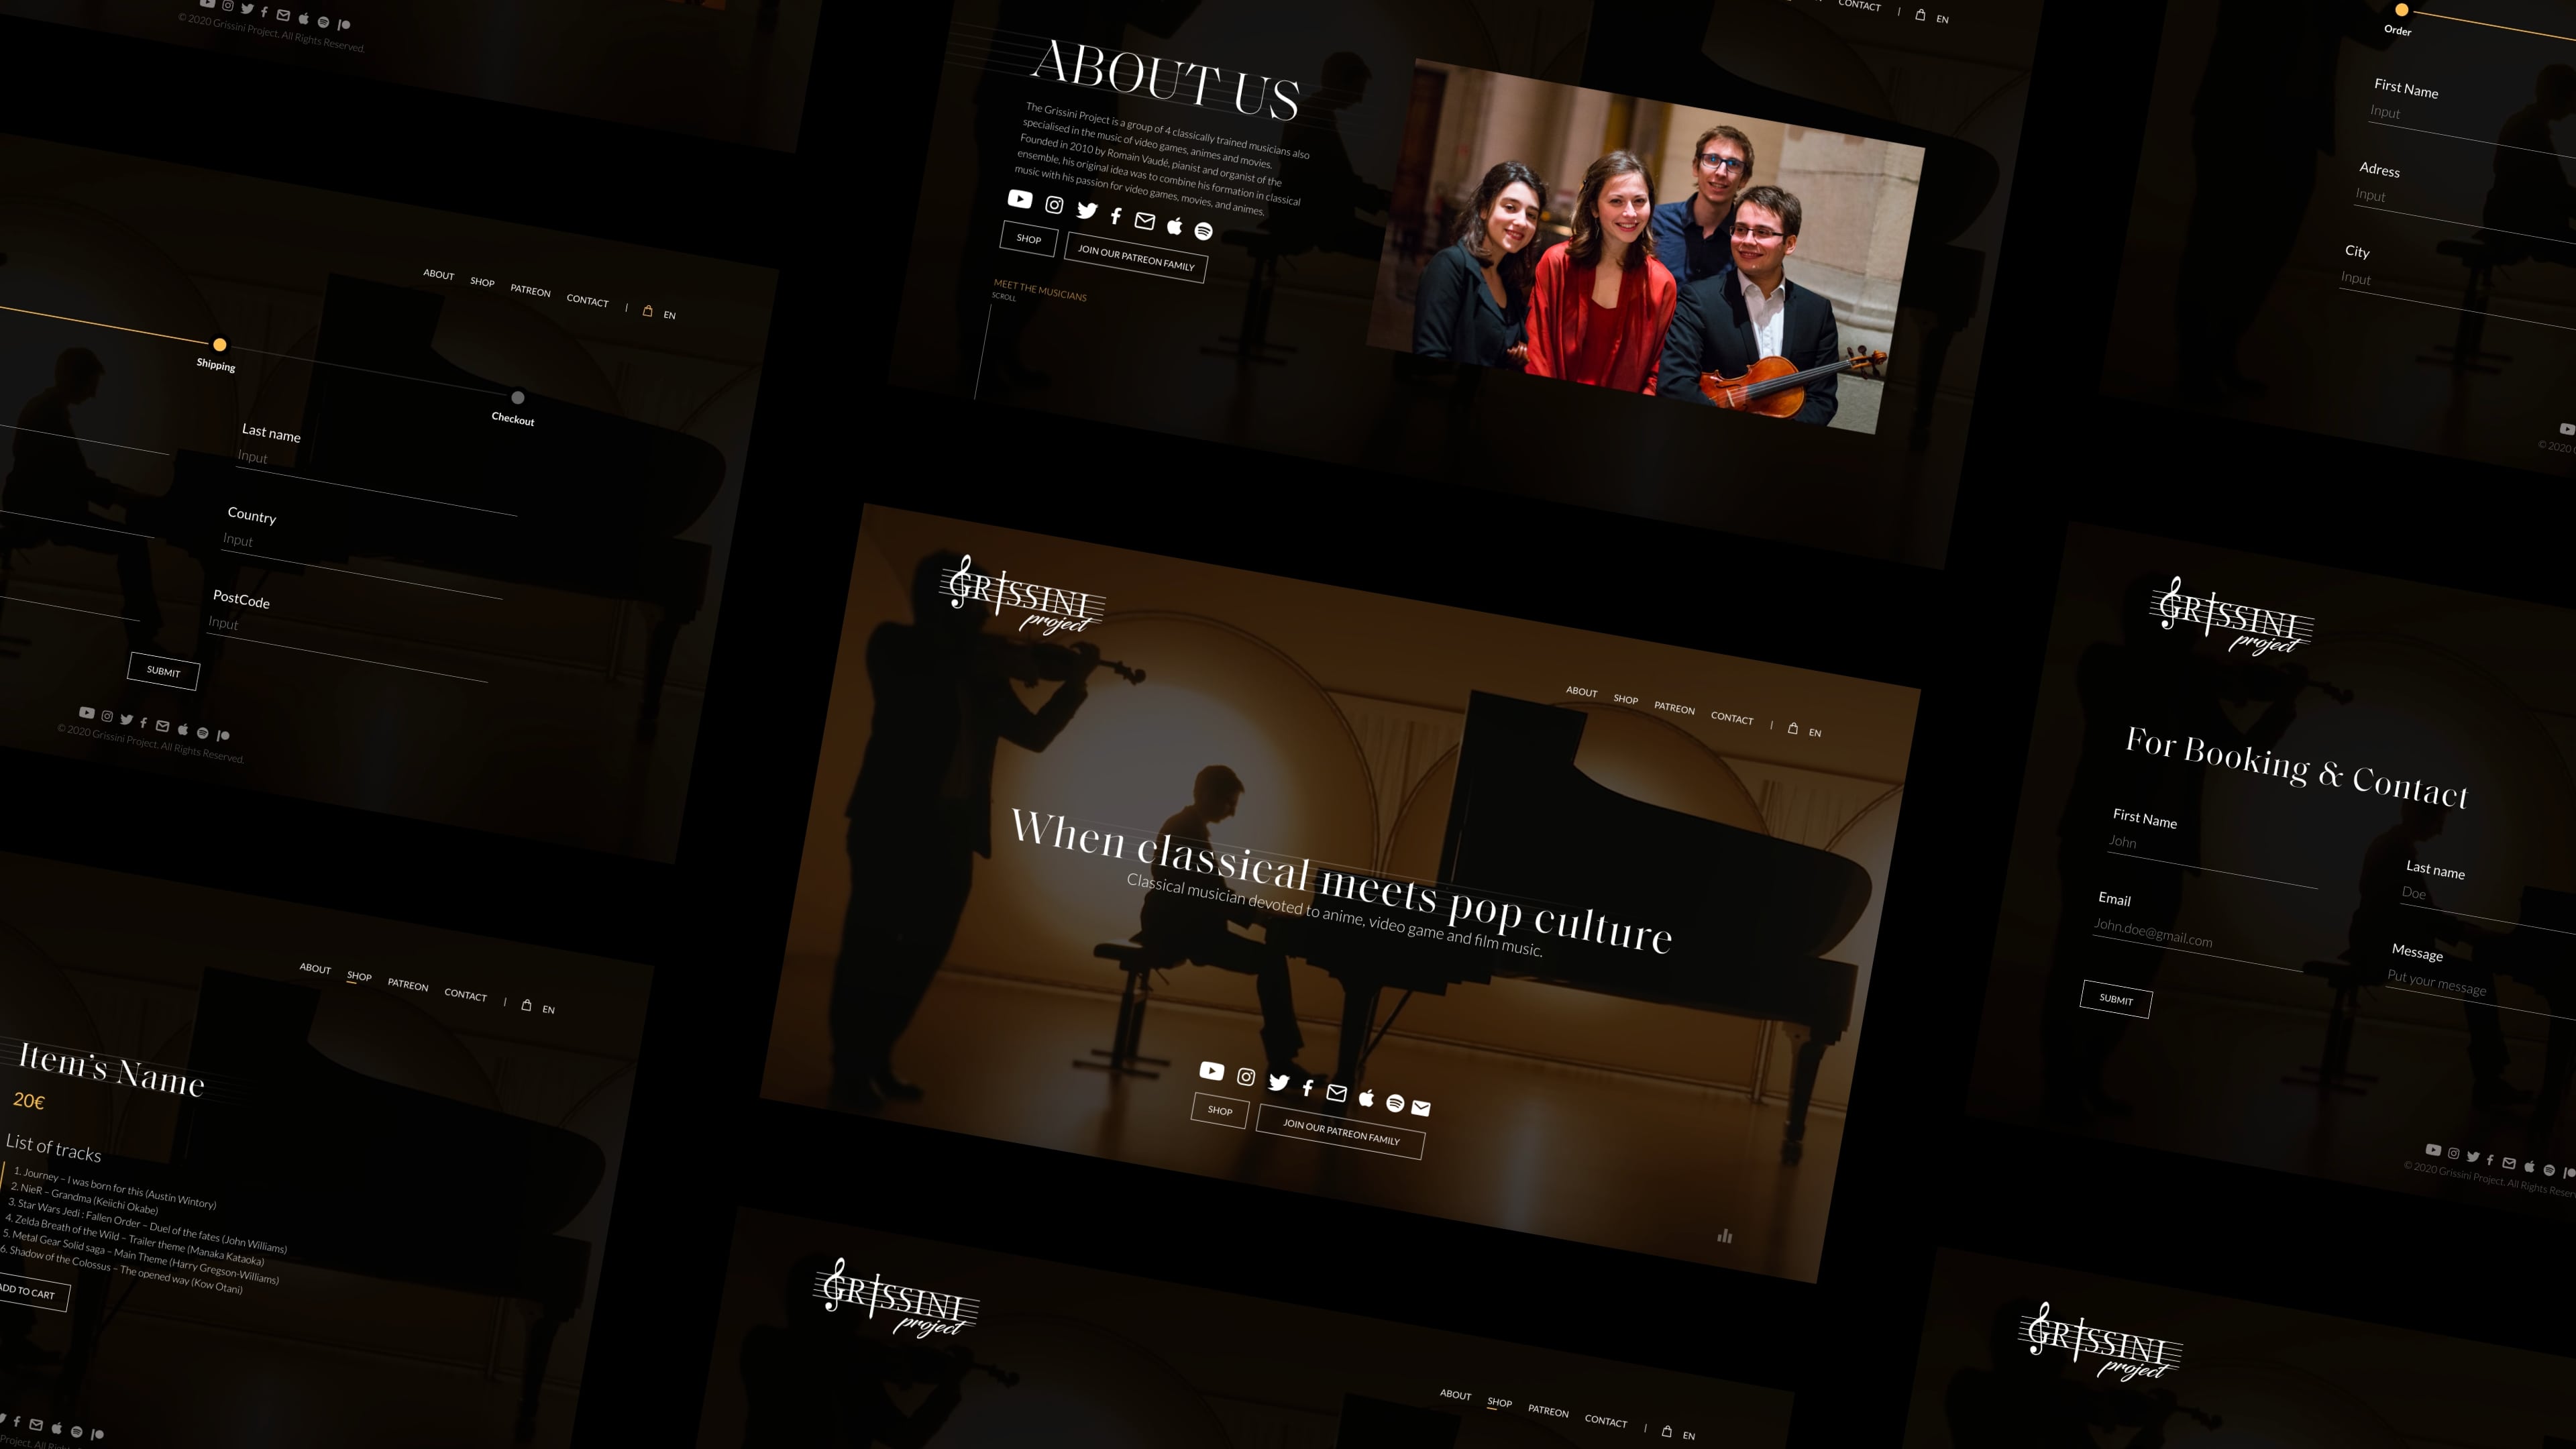 © 2020 Grissini Project. All Rights Reserved.
CONTACT | EN
ABOUT US
The Grissini Project is a group of 4 classically trained musicians also
specialised in the music of video games, animes and movies.
Founded in 2010 by Romain Vaudé, pianist and organist of the
ensemble, his original idea was to combine his formation in classical
music with his passion for video games, movies, and animes.
SHOP
JOIN OUR PATREON FAMILY
MEET THE MUSICIANS
SCROLL
Order
First Name
Input
Adress
Input
City
Input
© 2020
ABOUT SHOP PATREON CONTACT | EN
Shipping
Checkout
Last name
Input
Country
Input
PostCode
Input
SUBMIT
© 2020 Grissini Project. All Rights Reserved.
GRISSINI
project
ABOUT SHOP PATREON CONTACT | EN
When classical meets pop culture
Classical musician devoted to anime, video game and film music.
SHOP
JOIN OUR PATREON FAMILY
GRISSINI
project
For Booking & Contact
First Name
John
Last name
Doe
Email
John.doe@gmail.com
Message
Put your message
SUBMIT
© 2020 Grissini Project. All Rights
ABOUT SHOP PATREON CONTACT | EN
Item's Name
20€
List of tracks
1. Journey – I was born for this (Austin Wintory)
2. NieR – Grandma (Keiichi Okabe)
3. Star Wars Jedi : Fallen Order – Duel of the fates (John Williams)
4. Zelda Breath of the Wild – Trailer theme (Manaka Kataoka)
5. Metal Gear Solid saga – Main Theme (Harry Gregson-Williams)
6. Shadow of the Colossus – The opened way (Kow Otani)
ADD TO CART
Project. All
GRISSINI
project
ABOUT SHOP PATREON CONTACT | EN
GRISSINI
project